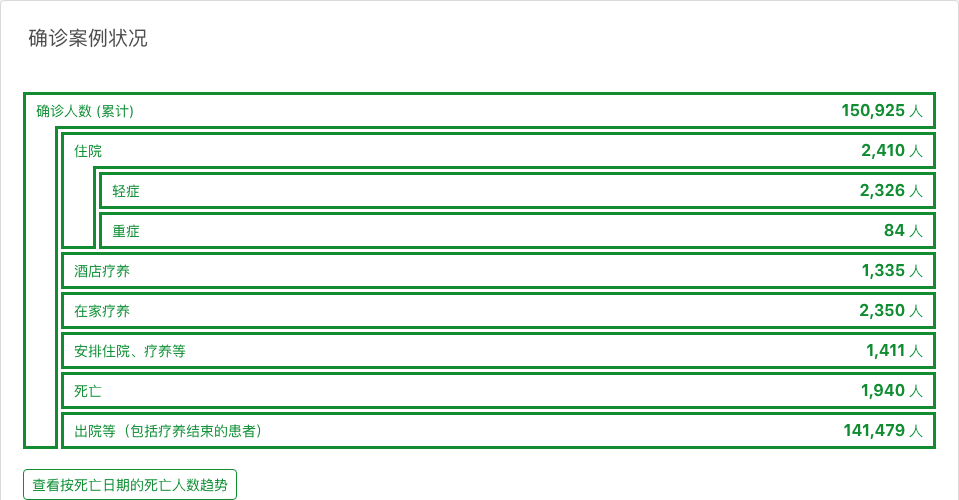 确诊案例状况
确诊人数 (累计) 150,925 人
住院 2,410 人
轻症 2,326 人
重症 84 人
酒店疗养 1,335 人
在家疗养 2,350 人
安排住院、疗养等 1,411 人
死亡 1,940 人
出院等（包括疗养结束的患者） 141,479 人
查看按死亡日期的死亡人数趋势